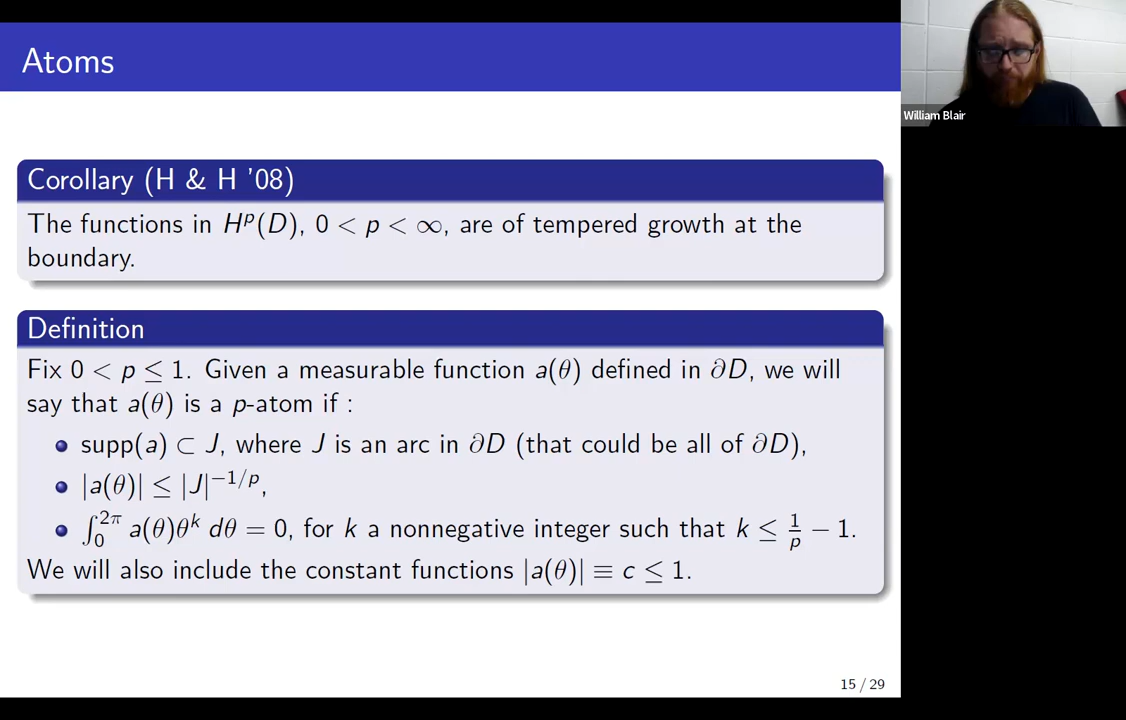 Atoms
William Blair
Corollary (H & H '08)
The functions in Hᵖ(D), 0 < p < ∞, are of tempered growth at the
boundary.
Definition
Fix 0 < p ≤ 1. Given a measurable function a(θ) defined in ∂D, we will
say that a(θ) is a p-atom if :
• supp(a) ⊂ J, where J is an arc in ∂D (that could be all of ∂D),
• |a(θ)| ≤ |J|^{−1/p},
• ∫₀^{2π} a(θ)θᵏ dθ = 0, for k a nonnegative integer such that k ≤ 1/p − 1.
We will also include the constant functions |a(θ)| ≡ c ≤ 1.
15 / 29